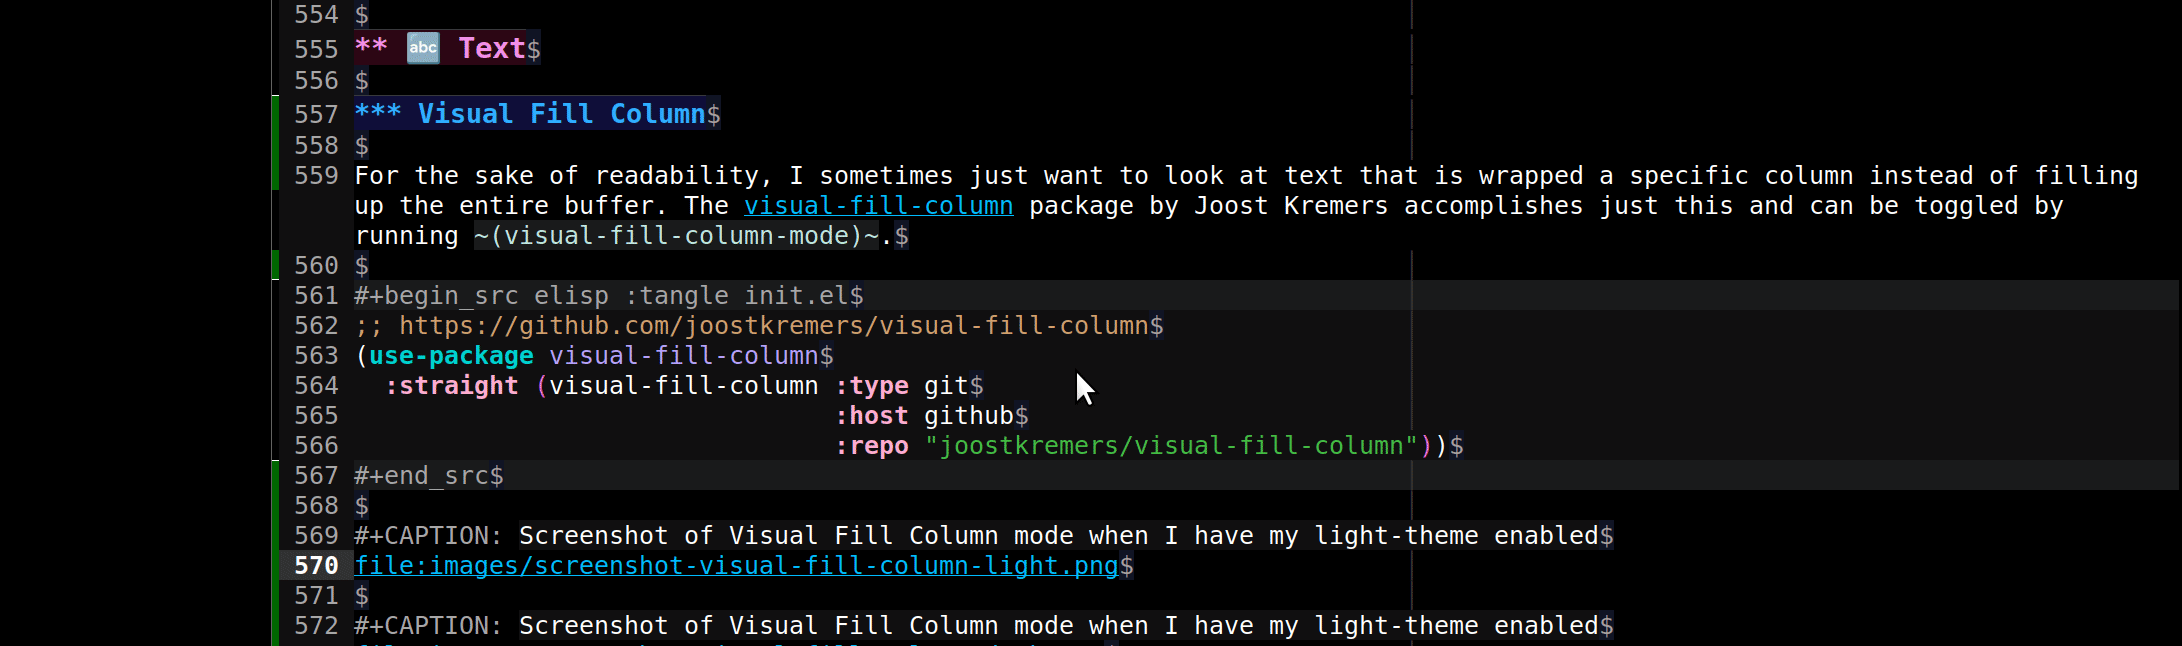 554 $
555 ** 🔤 Text$
556 $
557 *** Visual Fill Column$
558 $
559 For the sake of readability, I sometimes just want to look at text that is wrapped a specific column instead of filling
up the entire buffer. The visual-fill-column package by Joost Kremers accomplishes just this and can be toggled by
running ~(visual-fill-column-mode)~.$
560 $
561 #+begin_src elisp :tangle init.el$
562 ;; https://github.com/joostkremers/visual-fill-column$
563 (use-package visual-fill-column$
564   :straight (visual-fill-column :type git$
565                                 :host github$
566                                 :repo "joostkremers/visual-fill-column"))$
567 #+end_src$
568 $
569 #+CAPTION: Screenshot of Visual Fill Column mode when I have my light-theme enabled$
570 file:images/screenshot-visual-fill-column-light.png$
571 $
572 #+CAPTION: Screenshot of Visual Fill Column mode when I have my light-theme enabled$